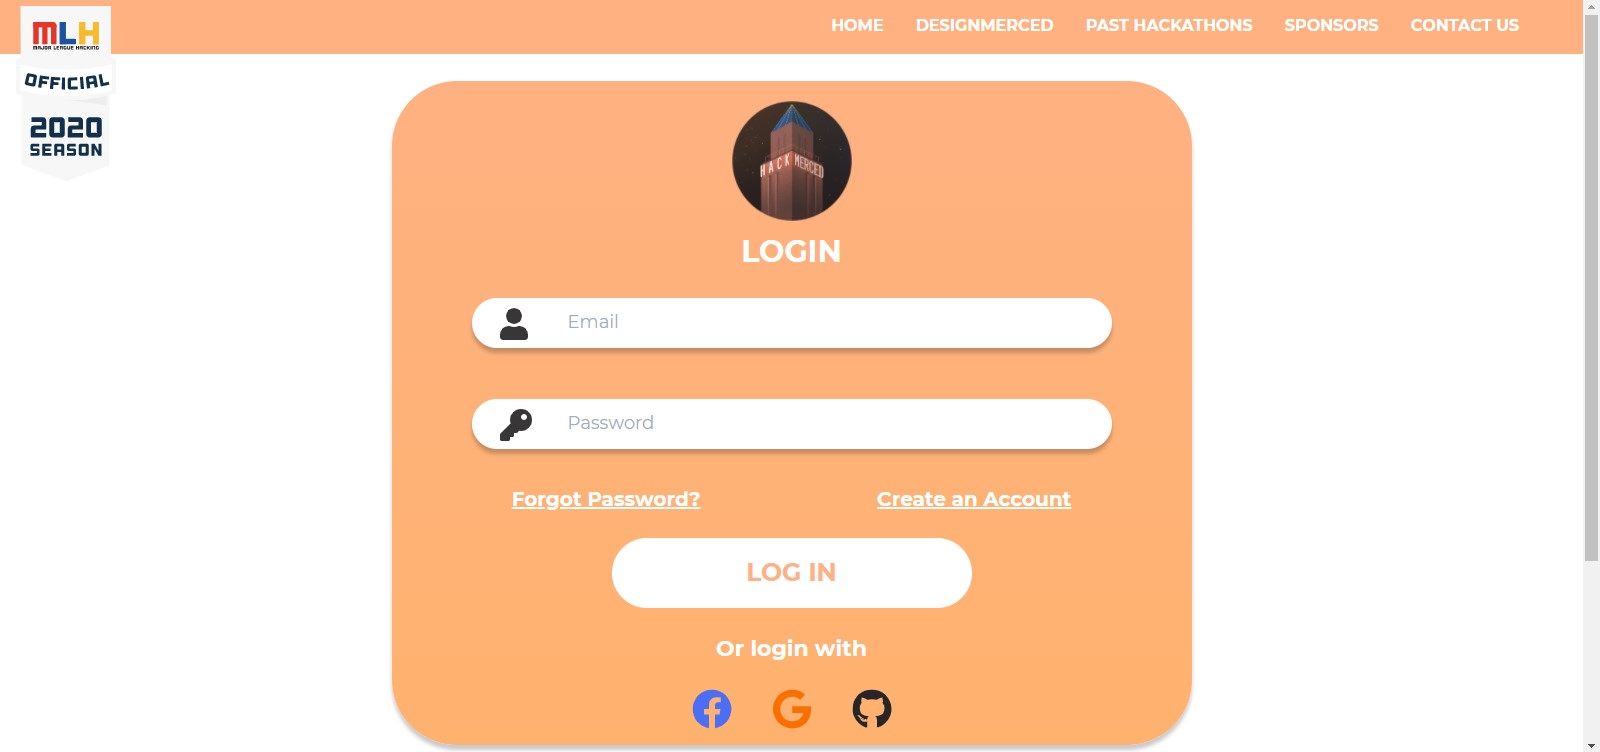 MLH
MAJOR LEAGUE HACKING
OFFICIAL
2020
SEASON
HOME DESIGNMERCED PAST HACKATHONS SPONSORS CONTACT US
HACK MERCED
LOGIN
Email
Password
Forgot Password? Create an Account
LOG IN
Or login with